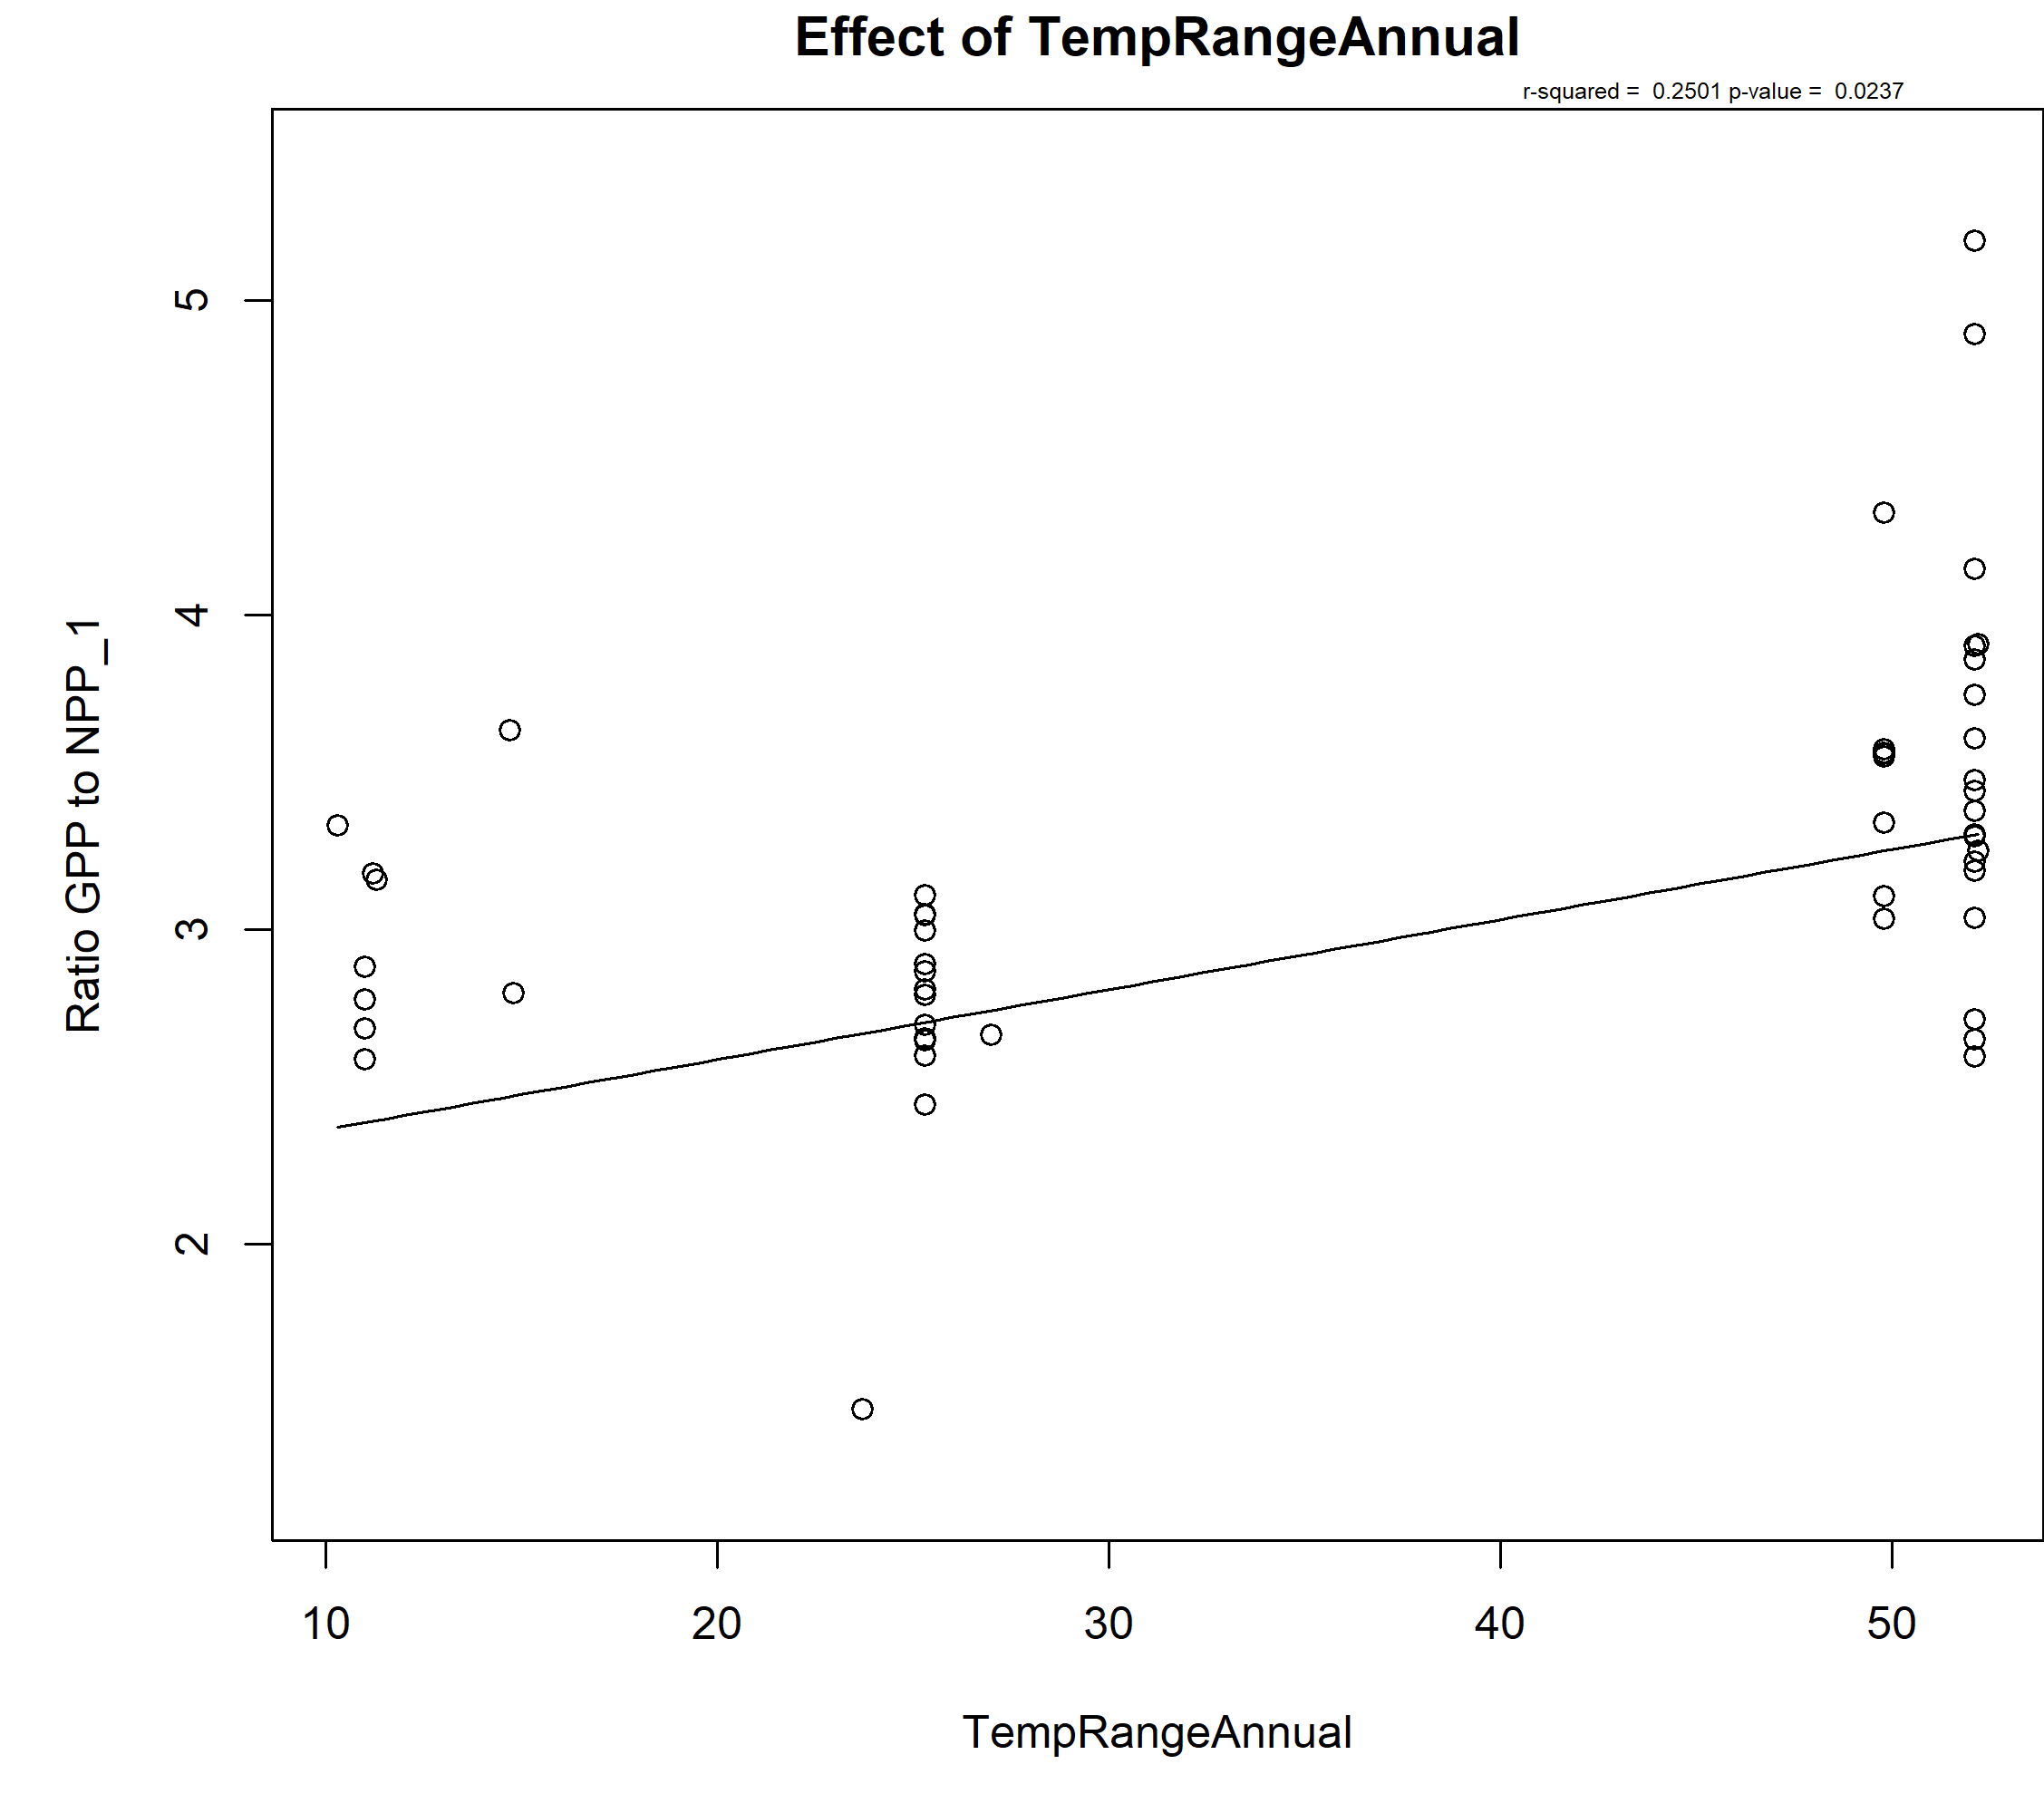 Effect of TempRangeAnnual
r-squared = 0.2501 p-value = 0.0237
Ratio GPP to NPP_1
5
4
3
2
10 20 30 40 50
TempRangeAnnual